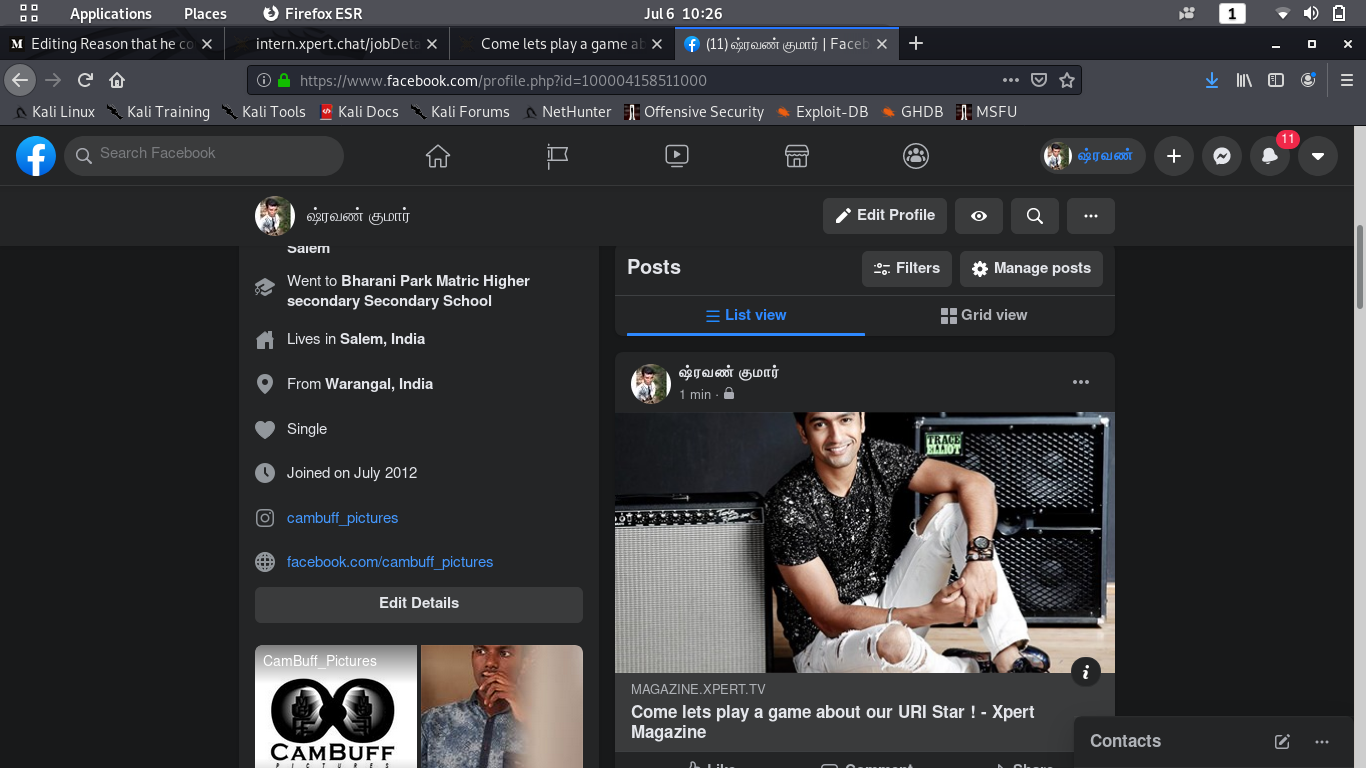 Applications Places Firefox ESR Jul 6 10:26 1
Editing Reason that he co intern.xpert.chat/jobDeta Come lets play a game ab (11) ஷ்ரவண் குமார் | Faceb
https://www.facebook.com/profile.php?id=100004158511000
Kali Linux Kali Training Kali Tools Kali Docs Kali Forums NetHunter Offensive Security Exploit-DB GHDB MSFU
Search Facebook ஷ்ரவண் 11
ஷ்ரவண் குமார் Edit Profile
Salem
Went to Bharani Park Matric Higher
secondary Secondary School
Lives in Salem, India
From Warangal, India
Single
Joined on July 2012
cambuff_pictures
facebook.com/cambuff_pictures
Edit Details
CamBuff_Pictures
CAMBUFF
PICTURES
Posts Filters Manage posts
List view Grid view
ஷ்ரவண் குமார்
1 min ·
TRACE
ELLIOT
MAGAZINE.XPERT.TV
Come lets play a game about our URI Star ! - Xpert
Magazine
Like Comment Share
Contacts